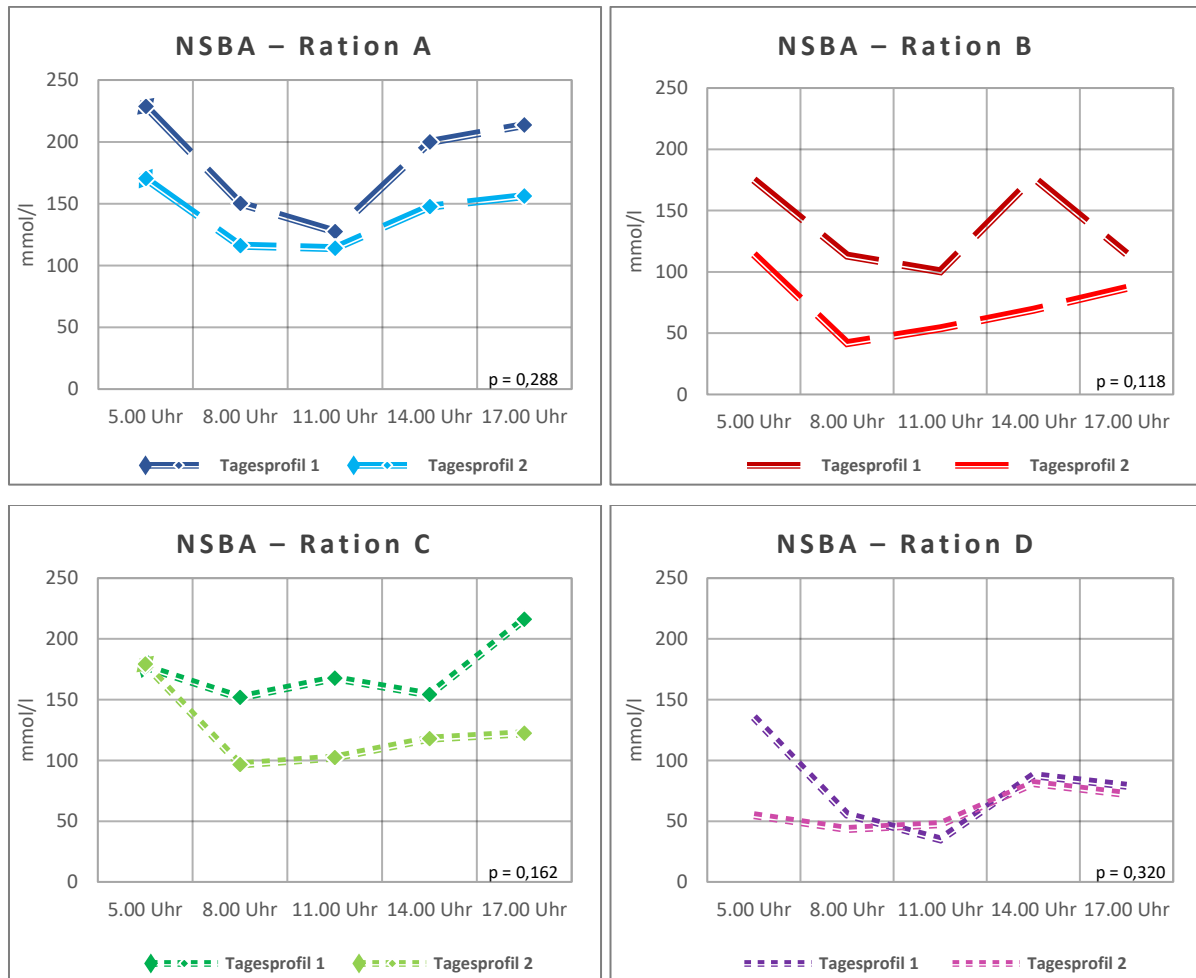 NSBA – Ration A
250
200
150
100
50
0
mmol/l
p = 0,288
5.00 Uhr 8.00 Uhr 11.00 Uhr 14.00 Uhr 17.00 Uhr
Tagesprofil 1 Tagesprofil 2
NSBA – Ration B
250
200
150
100
50
0
mmol/l
p = 0,118
5.00 Uhr 8.00 Uhr 11.00 Uhr 14.00 Uhr 17.00 Uhr
Tagesprofil 1 Tagesprofil 2
NSBA – Ration C
250
200
150
100
50
0
mmol/l
p = 0,162
5.00 Uhr 8.00 Uhr 11.00 Uhr 14.00 Uhr 17.00 Uhr
Tagesprofil 1 Tagesprofil 2
NSBA – Ration D
250
200
150
100
50
0
mmol/l
p = 0,320
5.00 Uhr 8.00 Uhr 11.00 Uhr 14.00 Uhr 17.00 Uhr
Tagesprofil 1 Tagesprofil 2